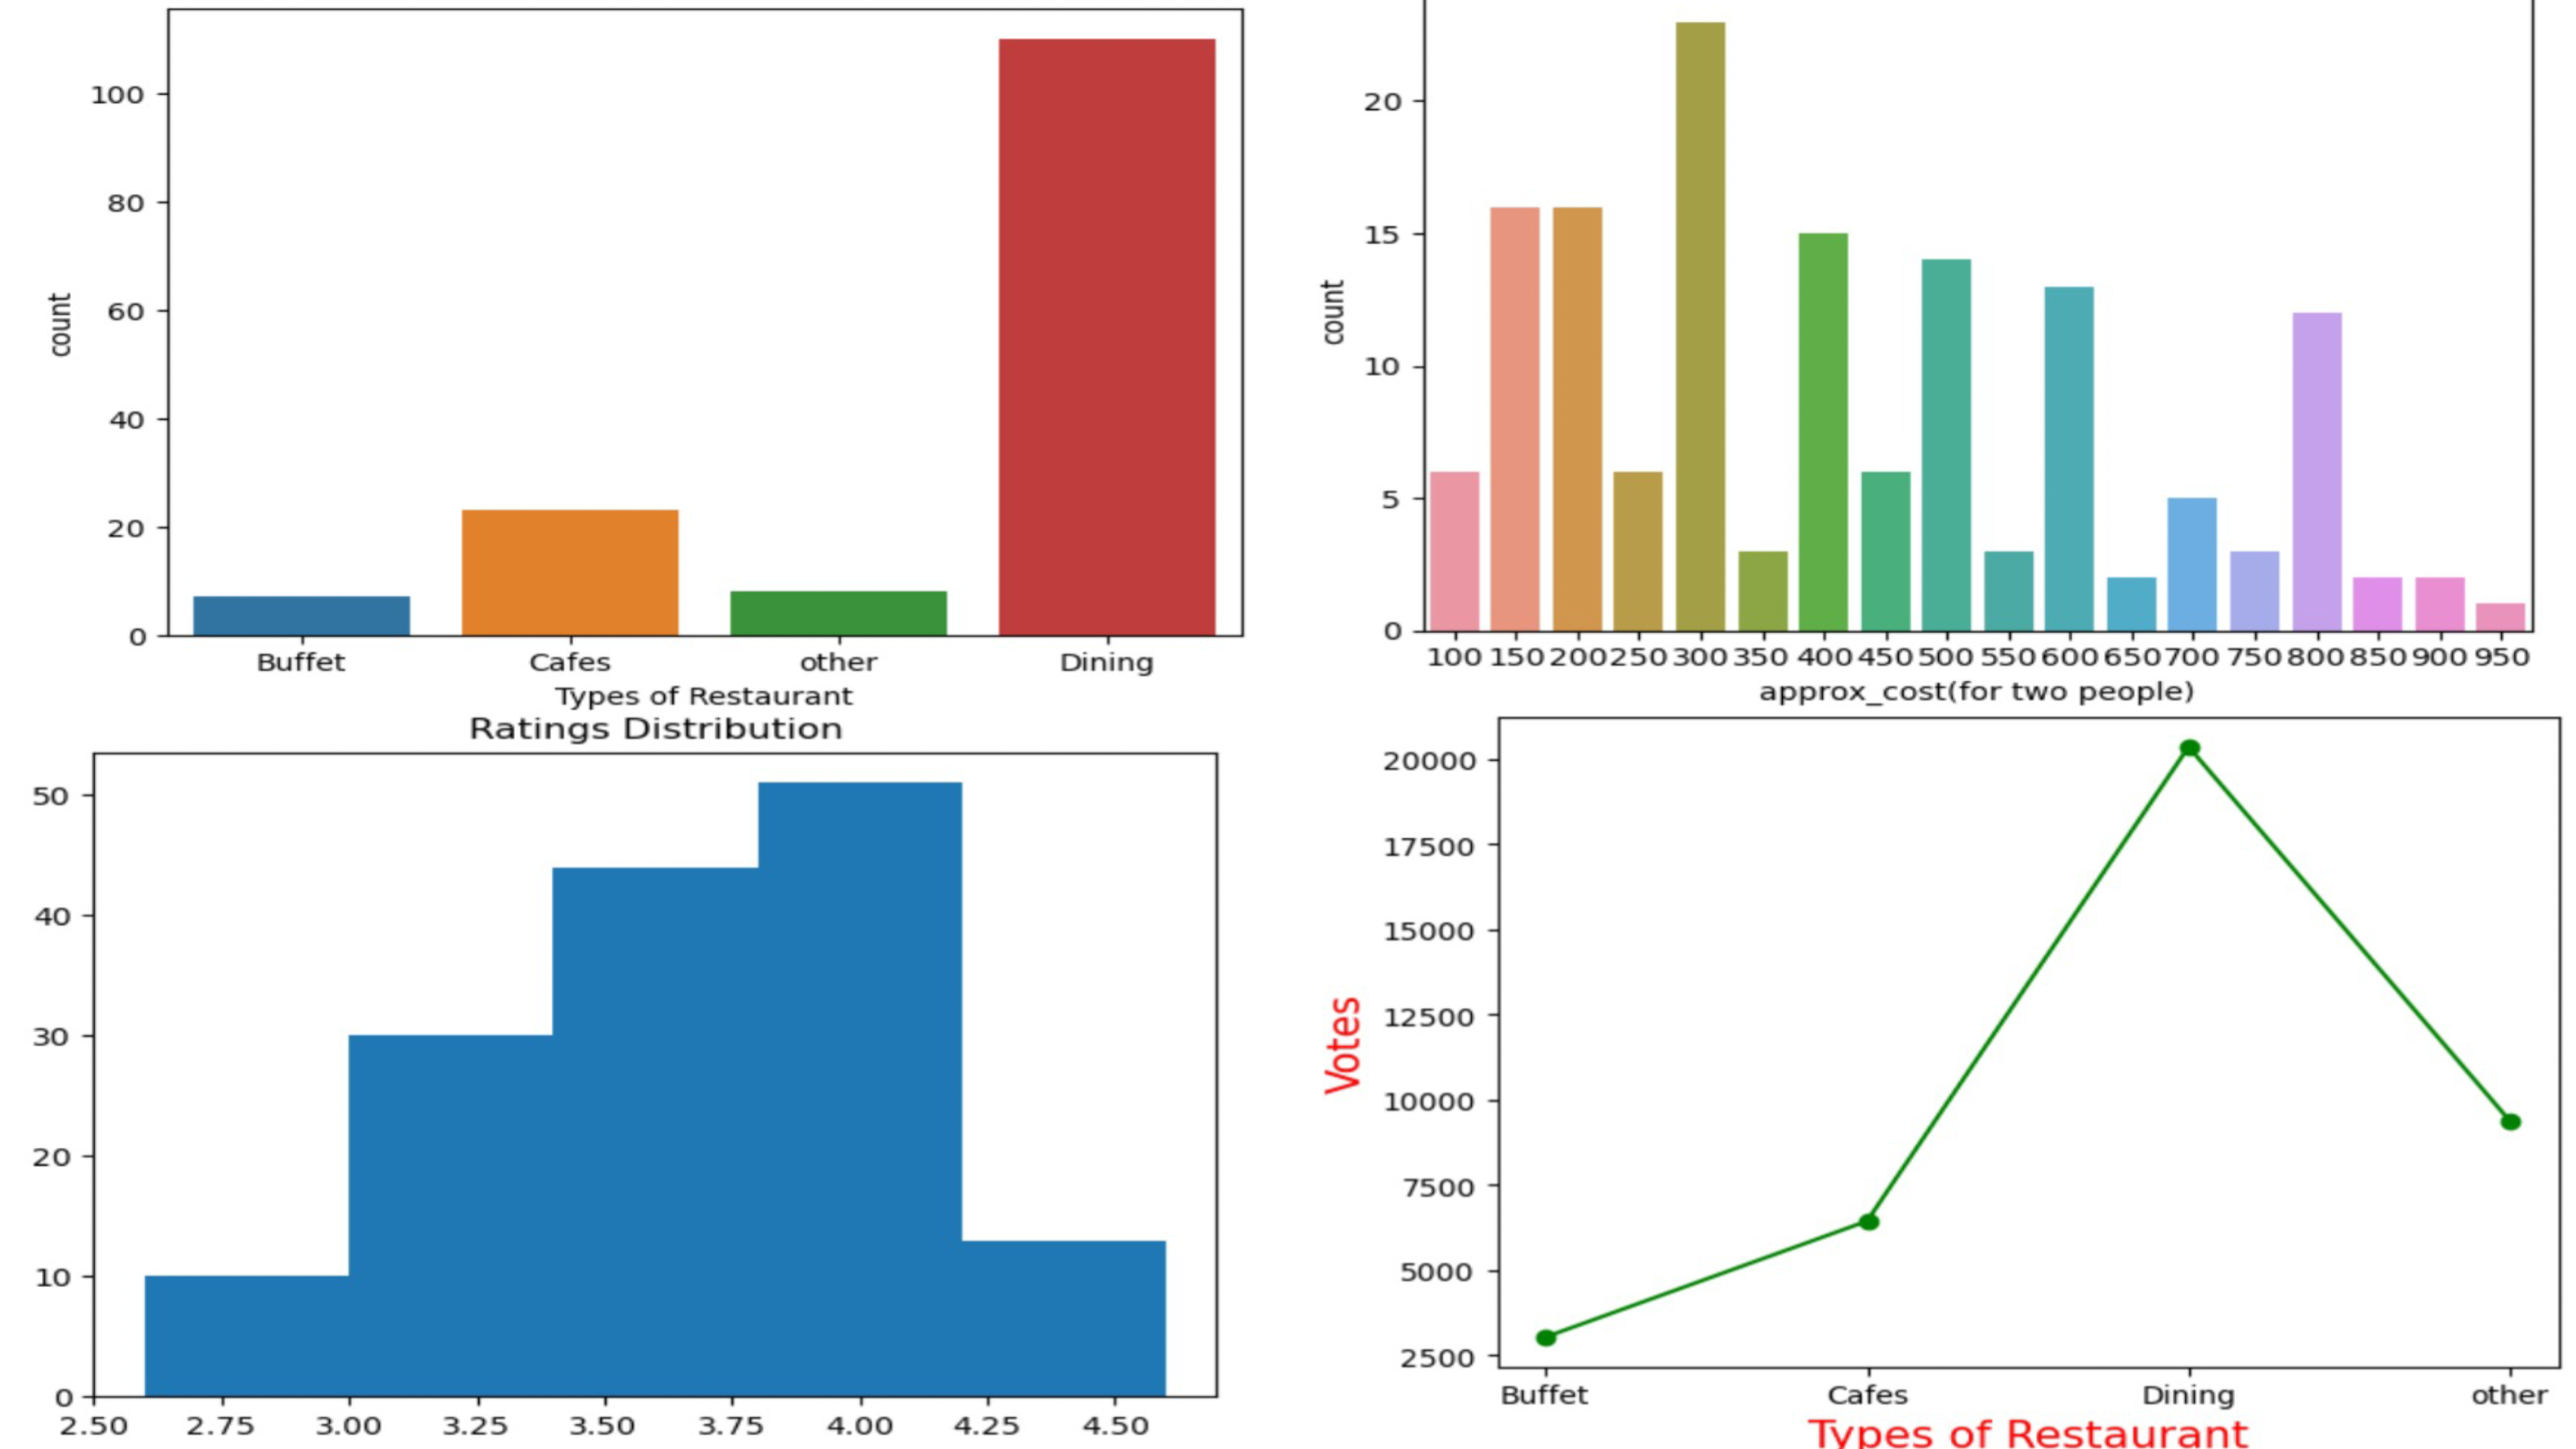 100
80
60
40
20
0
count
Buffet Cafes other Dining
Types of Restaurant
20
15
10
5
0
count
100 150 200 250 300 350 400 450 500 550 600 650 700 750 800 850 900 950
approx_cost(for two people)
Ratings Distribution
50
40
30
20
10
0
2.50 2.75 3.00 3.25 3.50 3.75 4.00 4.25 4.50
20000
17500
15000
12500
10000
7500
5000
2500
Votes
Buffet Cafes Dining other
Types of Restaurant